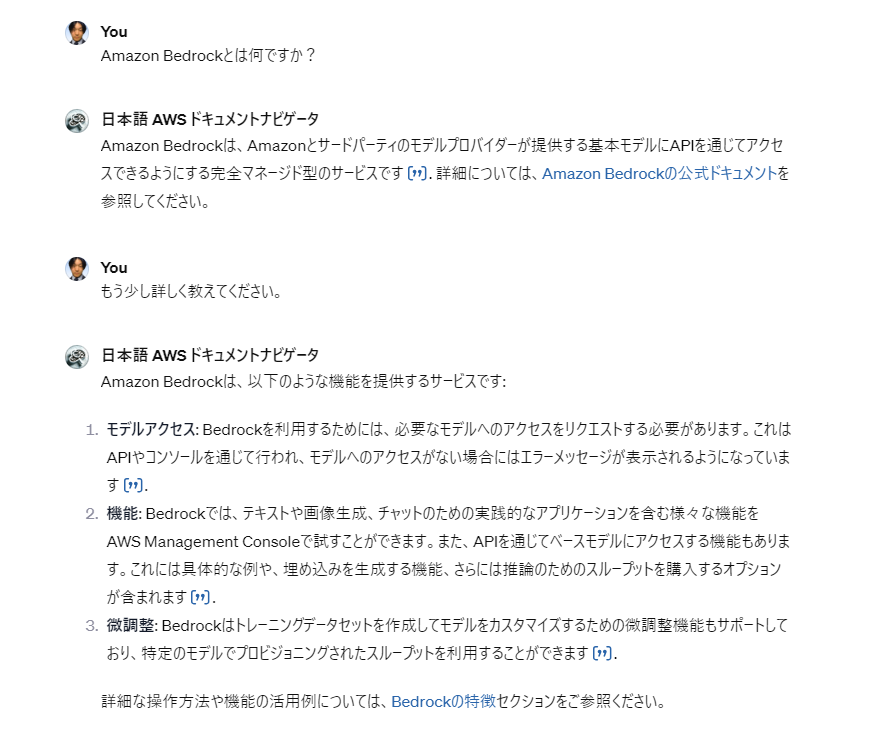 You
Amazon Bedrockとは何ですか？
日本語 AWS ドキュメントナビゲータ
Amazon Bedrockは、Amazonとサードパーティのモデルプロバイダーが提供する基本モデルにAPIを通じてアクセ
スできるようにする完全マネージド型のサービスです [❜❜]. 詳細については、Amazon Bedrockの公式ドキュメントを
参照してください。
You
もう少し詳しく教えてください。
日本語 AWS ドキュメントナビゲータ
Amazon Bedrockは、以下のような機能を提供するサービスです:
1. モデルアクセス: Bedrockを利用するためには、必要なモデルへのアクセスをリクエストする必要があります。これは
APIやコンソールを通じて行われ、モデルへのアクセスがない場合にはエラーメッセージが表示されるようになっていま
す [❜❜].
2. 機能: Bedrockでは、テキストや画像生成、チャットのための実践的なアプリケーションを含む様々な機能を
AWS Management Consoleで試すことができます。また、APIを通じてベースモデルにアクセスする機能もありま
す。これには具体的な例や、埋め込みを生成する機能、さらには推論のためのスループットを購入するオプション
が含まれます [❜❜].
3. 微調整: Bedrockはトレーニングデータセットを作成してモデルをカスタマイズするための微調整機能もサポートして
おり、特定のモデルでプロビジョニングされたスループットを利用することができます [❜❜].
詳細な操作方法や機能の活用例については、Bedrockの特徴セクションをご参照ください。